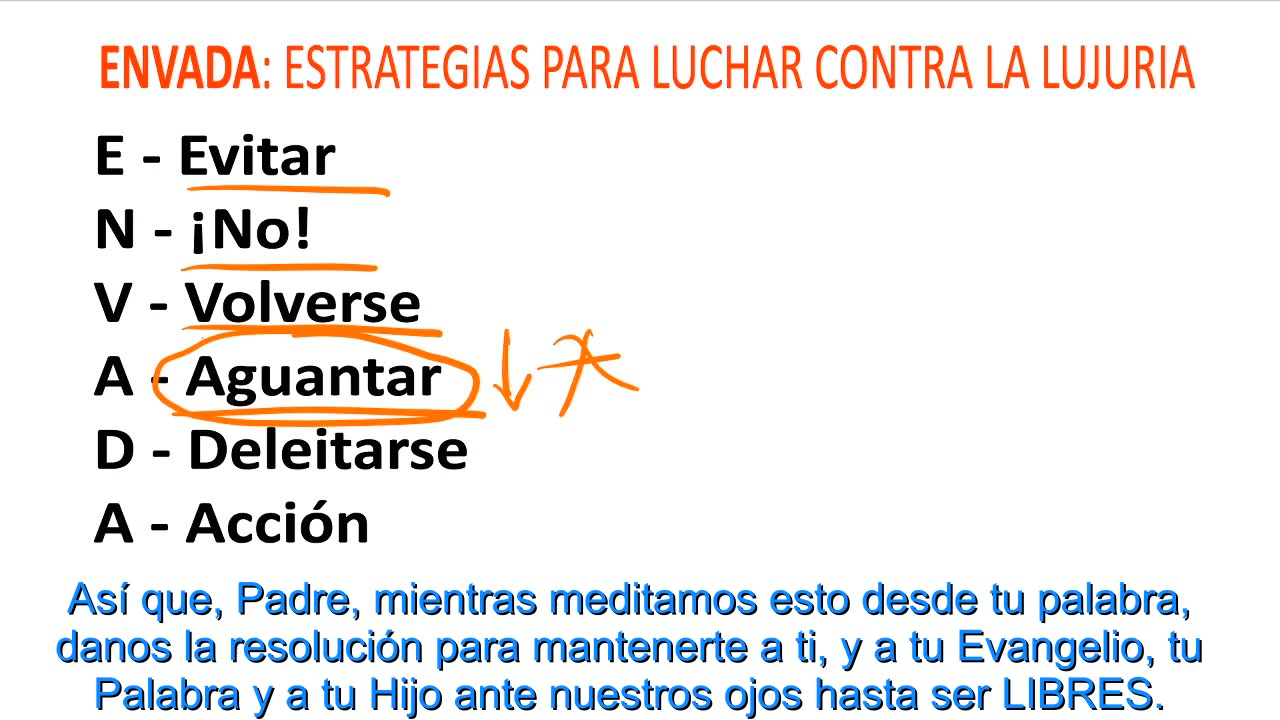 ENVADA: ESTRATEGIAS PARA LUCHAR CONTRA LA LUJURIA
E - Evitar
N - ¡No!
V - Volverse
A - Aguantar
D - Deleitarse
A - Acción
Así que, Padre, mientras meditamos esto desde tu palabra,
danos la resolución para mantenerte a ti, y a tu Evangelio, tu
Palabra y a tu Hijo ante nuestros ojos hasta ser LIBRES.